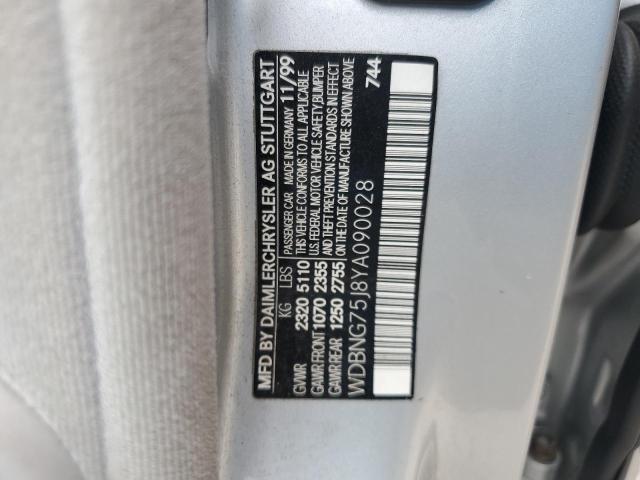 MFD BY DAIMLERCHRYSLER AG STUTTGART
PASSENGER CAR MADE IN GERMANY 11/99
KG LBS
GVWR 2320 5110
GAWR FRONT 1070 2355
GAWR REAR 1250 2755
THIS VEHICLE CONFORMS TO ALL APPLICABLE
U.S. FEDERAL MOTOR VEHICLE SAFETY, BUMPER
AND THEFT PREVENTION STANDARDS IN EFFECT
ON THE DATE OF MANUFACTURE SHOWN ABOVE
WDBNG75J8YA090028 744